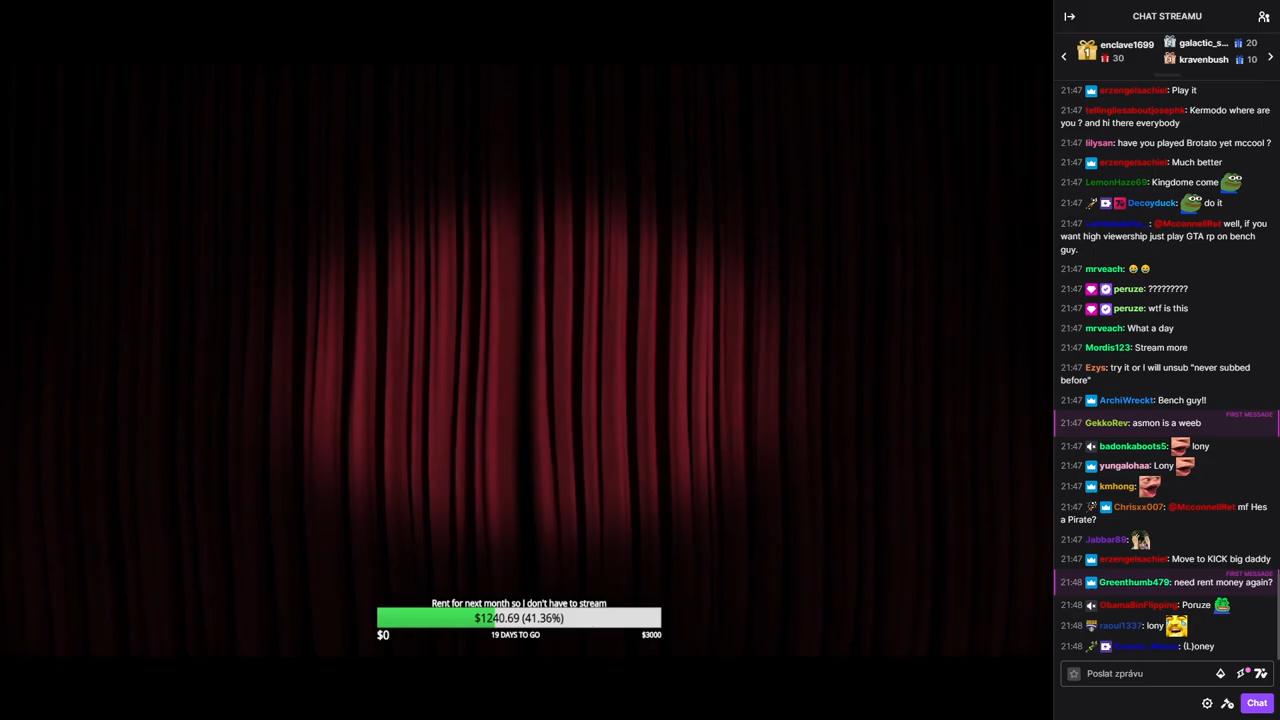 CHAT STREAMU
enclave1699
30
galactic_s... 20
kravenbush 10
21:47 erzengelsachiel: Play it
21:47 tellingliesaboutjosephk: Kermodo where are
you ? and hi there everybody
21:47 lilysan: have you played Brotato yet mccool ?
21:47 erzengelsachiel: Much better
21:47 LemonHaze69: Kingdome come
21:47 Decoyduck: do it
21:47 : @McconnellRet well, if you
want high viewership just play GTA rp on bench
guy.
21:47 mrveach:
21:47 peruze: ?????????
21:47 peruze: wtf is this
21:47 mrveach: What a day
21:47 Mordis123: Stream more
21:47 Ezys: try it or I will unsub "never subbed
before"
21:47 ArchiWreckt: Bench guy!!
FIRST MESSAGE
21:47 GekkoRev: asmon is a weeb
21:47 badonkaboots5: lony
21:47 yungalohaa: Lony
21:47 kmhong:
21:47 Chrisxx007: @McconnellRet mf Hes
a Pirate?
21:47 Jabbar89:
21:47 erzengelsachiel: Move to KICK big daddy
FIRST MESSAGE
21:48 Greenthumb479: need rent money again?
21:48 ObamaBinFlipping: Poruze
21:48 raoul1337: lony
21:48 : (L)oney
Poslat zprávu
Chat
Rent for next month so I don't have to stream
$1240.69 (41.36%)
$0 19 DAYS TO GO $3000